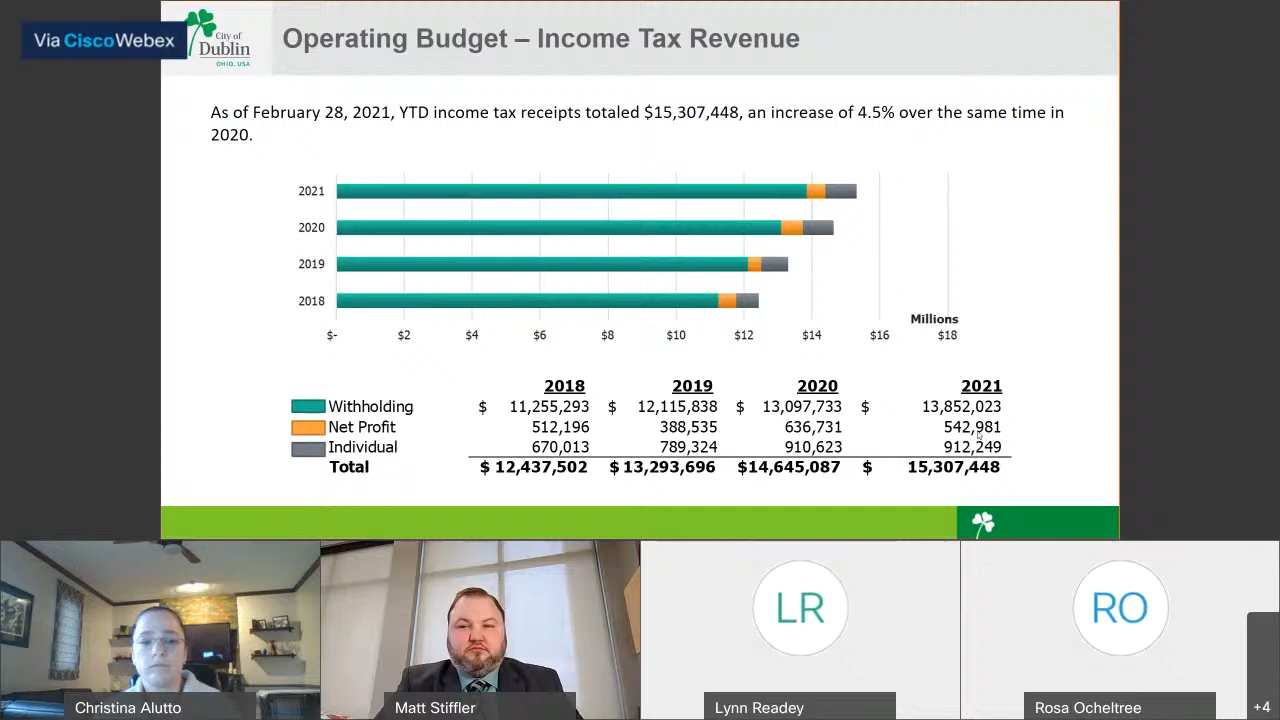 Via CiscoWebex
City of
Dublin
OHIO, USA
Operating Budget – Income Tax Revenue
As of February 28, 2021, YTD income tax receipts totaled $15,307,448, an increase of 4.5% over the same time in
2020.
2021
2020
2019
2018
Millions
$- $2 $4 $6 $8 $10 $12 $14 $16 $18
2018 2019 2020 2021
Withholding $ 11,255,293 $ 12,115,838 $ 13,097,733 $ 13,852,023
Net Profit 512,196 388,535 636,731 542,981
Individual 670,013 789,324 910,623 912,249
Total $ 12,437,502 $ 13,293,696 $14,645,087 $ 15,307,448
LR RO
Christina Alutto Matt Stiffler Lynn Readey Rosa Ocheltree +4